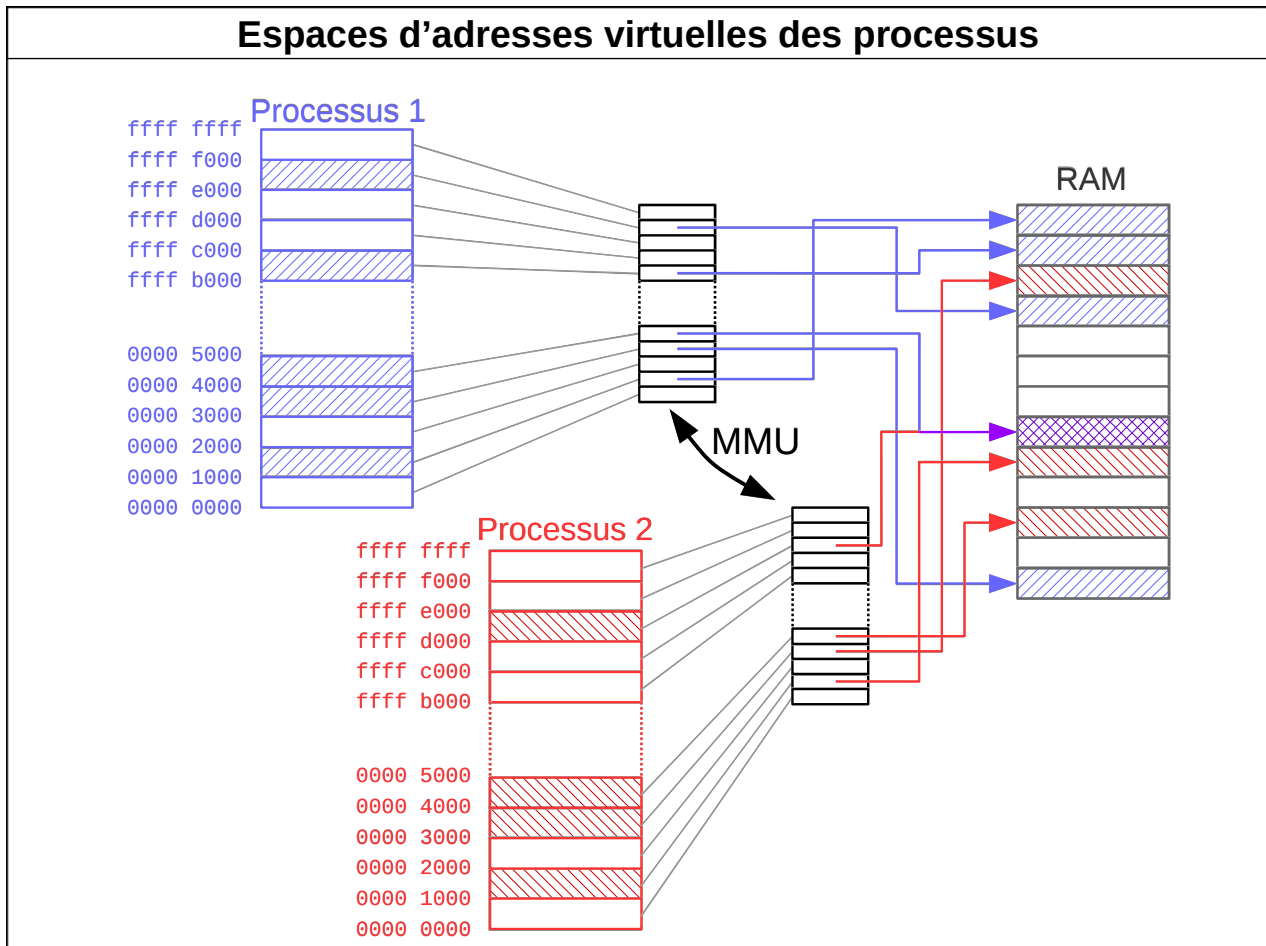 Espaces d’adresses virtuelles des processus
Processus 1
ffff ffff
ffff f000
ffff e000
ffff d000
ffff c000
ffff b000
0000 5000
0000 4000
0000 3000
0000 2000
0000 1000
0000 0000
RAM
MMU
Processus 2
ffff ffff
ffff f000
ffff e000
ffff d000
ffff c000
ffff b000
0000 5000
0000 4000
0000 3000
0000 2000
0000 1000
0000 0000